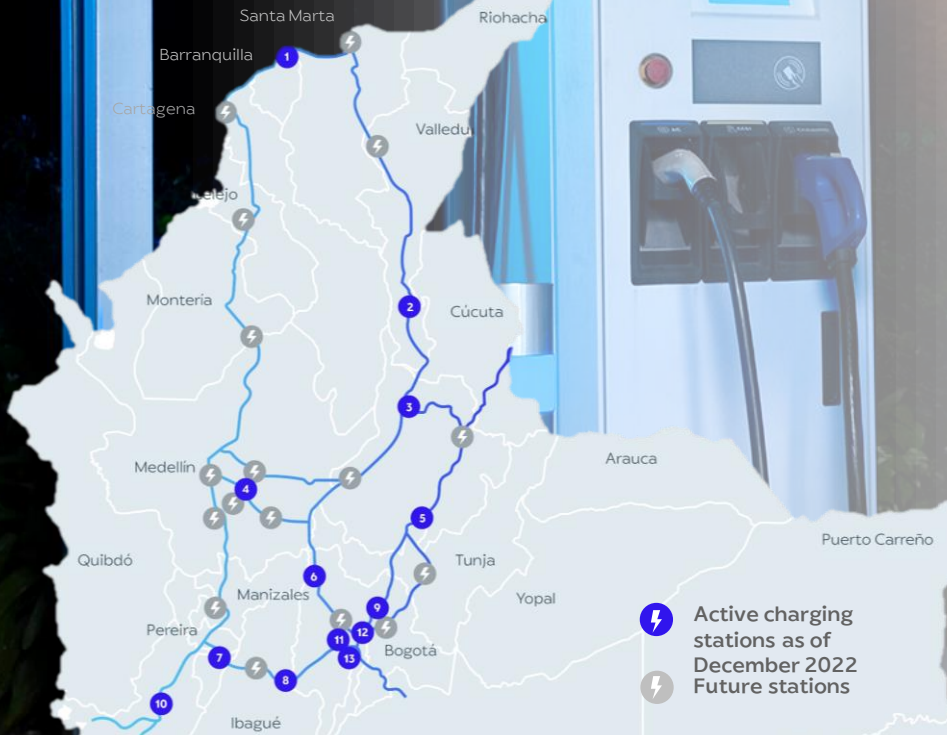 Santa Marta
Riohacha
Barranquilla
1
Cartagena
Valledu
elejo
Montería
2
Cúcuta
3
Medellín
4
Arauca
5
Puerto Carreño
Quibdó
Tunja
6
Manizales
Yopal
9
Active charging
stations as of
December 2022
Future stations
Pereira
11
12
13
Bogotá
7
8
10
Ibagué